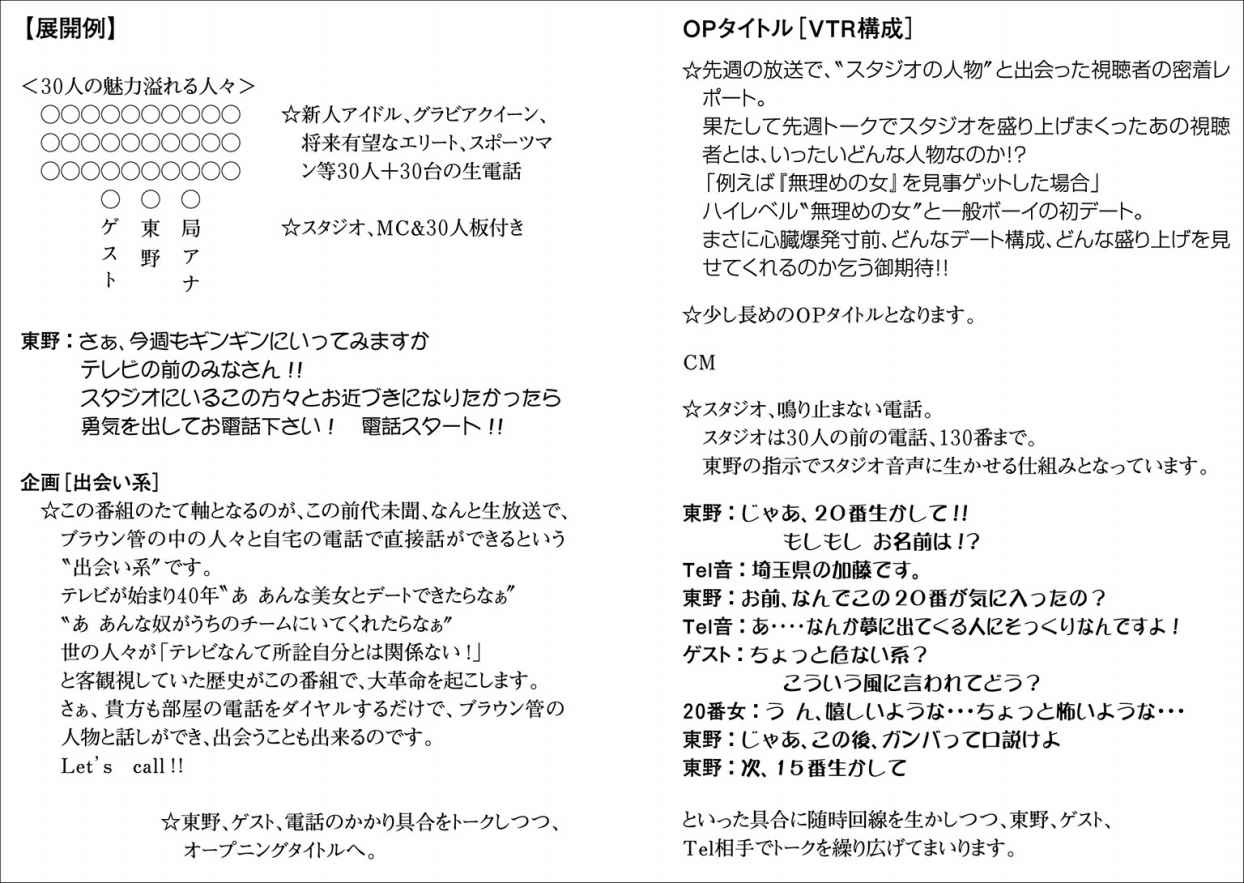 【展開例】
＜30人の魅力溢れる人々＞
○○○○○○○○○○
○○○○○○○○○○
○○○○○○○○○○
○ ○ ○
ゲスト
東野
局アナ
☆新人アイドル、グラビアクイーン、
将来有望なエリート、スポーツマ
ン等30人＋30台の生電話
☆スタジオ、MC&30人板付き
東野：さぁ、今週もギンギンにいってみますか
テレビの前のみなさん!!
スタジオにいるこの方々とお近づきになりたかったら
勇気を出してお電話下さい！　電話スタート!!
企画［出会い系］
☆この番組のたて軸となるのが、この前代未聞、なんと生放送で、
ブラウン管の中の人々と自宅の電話で直接話ができるという
〝出会い系〞です。
テレビが始まり40年〝あ あんな美女とデートできたらなぁ〞
〝あ あんな奴がうちのチームにいてくれたらなぁ〞
世の人々が「テレビなんて所詮自分とは関係ない！」
と客観視していた歴史がこの番組で、大革命を起こします。
さぁ、貴方も部屋の電話をダイヤルするだけで、ブラウン管の
人物と話しができ、出会うことも出来るのです。
Let's　call!!
☆東野、ゲスト、電話のかかり具合をトークしつつ、
オープニングタイトルへ。
OPタイトル［VTR構成］
☆先週の放送で、〝スタジオの人物〞と出会った視聴者の密着レ
ポート。
果たして先週トークでスタジオを盛り上げまくったあの視聴
者とは、いったいどんな人物なのか!?
「例えば『無理めの女』を見事ゲットした場合」
ハイレベル〝無理めの女〞と一般ボーイの初デート。
まさに心臓爆発寸前、どんなデート構成、どんな盛り上げを見
せてくれるのか乞う御期待!!
☆少し長めのOPタイトルとなります。
CM
☆スタジオ、鳴り止まない電話。
スタジオは30人の前の電話、130番まで。
東野の指示でスタジオ音声に生かせる仕組みとなっています。
東野：じゃあ、20番生かして!!
もしもし お名前は!?
Tel音：埼玉県の加藤です。
東野：お前、なんでこの20番が気に入ったの？
Tel音：あ‥‥なんか夢に出てくる人にそっくりなんですよ！
ゲスト：ちょっと危ない系？
こういう風に言われてどう？
20番女：う ん、嬉しいような･･･ちょっと怖いような･･･
東野：じゃあ、この後、ガンバって口説けよ
東野：次、15番生かして
といった具合に随時回線を生かしつつ、東野、ゲスト、
Tel相手でトークを繰り広げてまいります。